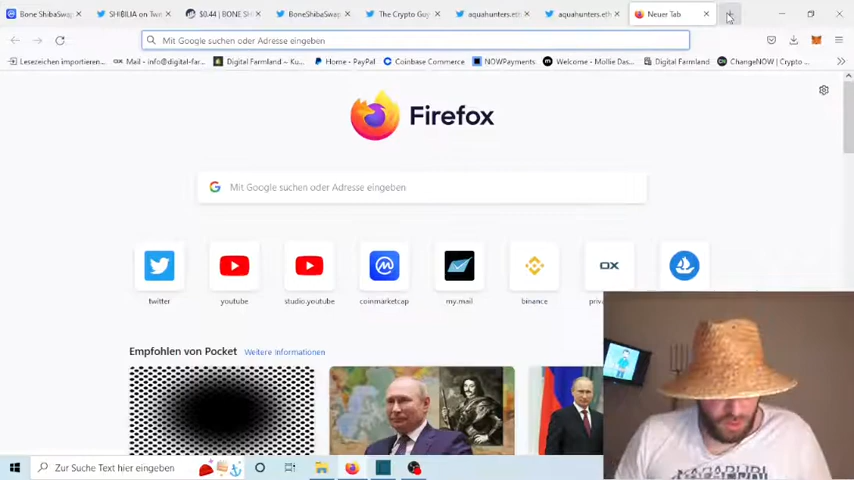 Bone ShibaSwap
SHIBILIA on Twi
$0.44 | BONE SH
BoneShibaSwap
The Crypto Guy
aquahunters.eth
aquahunters.eth
Neuer Tab
Mit Google suchen oder Adresse eingeben
Lesezeichen importieren...
Mail - info@digital-far...
Digital Farmland « Ku...
Home - PayPal
Coinbase Commerce
NOWPayments
Welcome - Mollie Das...
Digital Farmland
ChangeNOW | Crypto ...
Firefox
Mit Google suchen oder Adresse eingeben
OX
twitter
youtube
studio.youtube
coinmarketcap
my.mail
binance
Empfohlen von Pocket
Weitere Informationen
Zur Suche Text hier eingeben